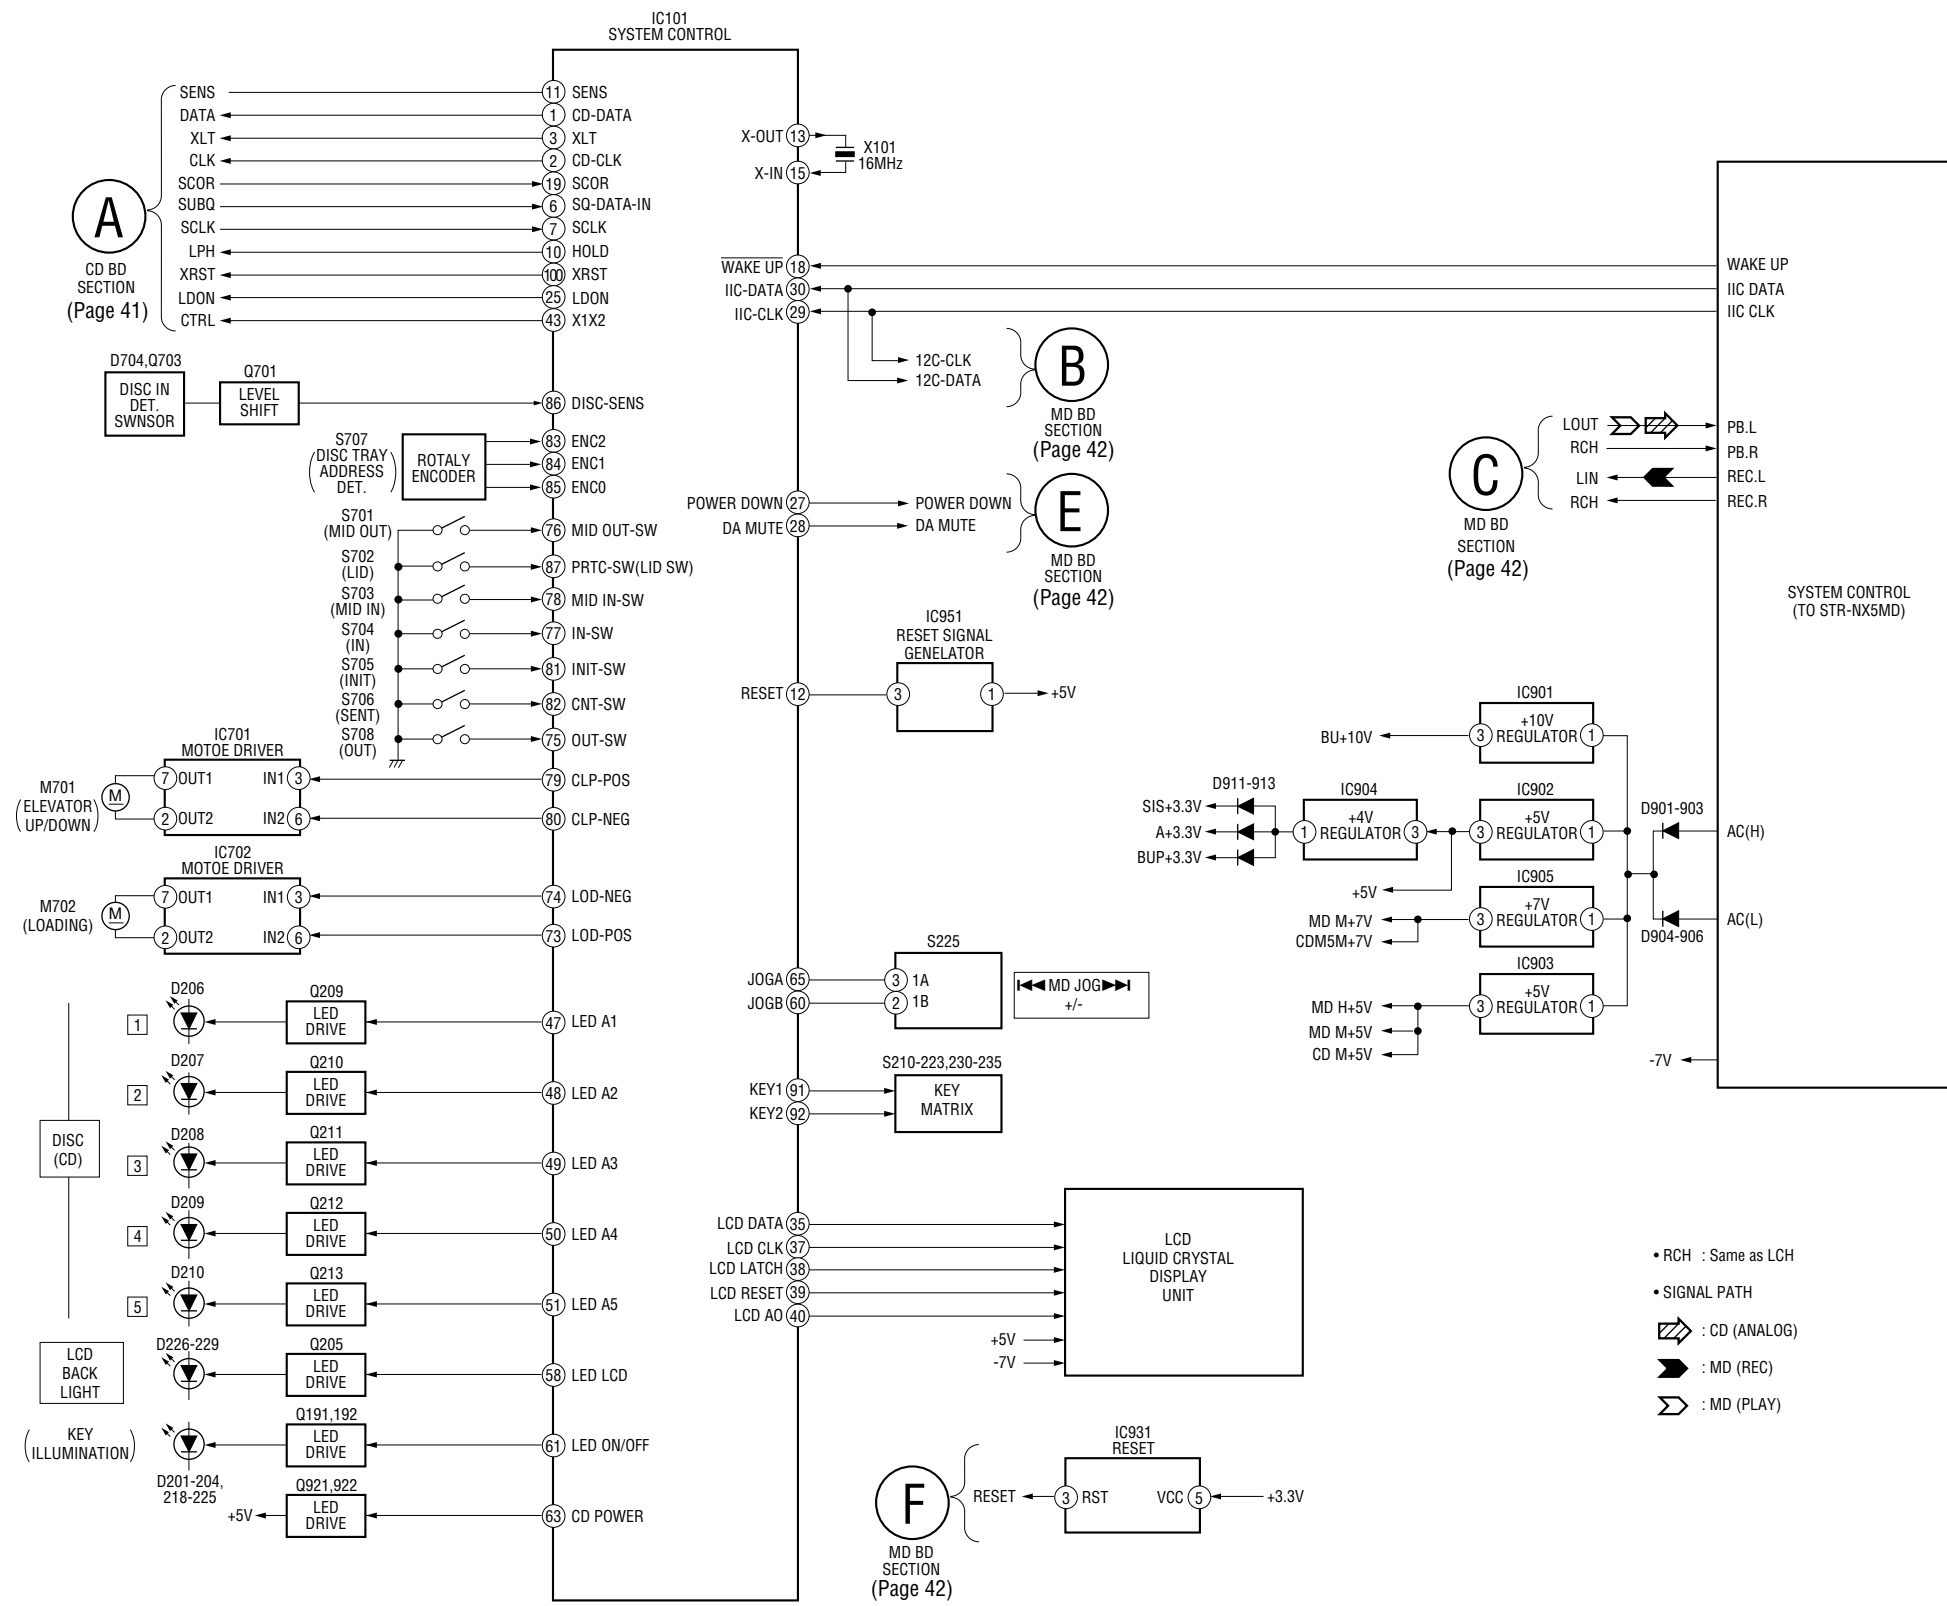 IC101
SYSTEM CONTROL
SENS
DATA
XLT
CLK
SCOR
SUBQ
SCLK
LPH
XRST
LDON
CTRL
A
CD BD
SECTION
(Page 41)
11 SENS
1 CD-DATA
3 XLT
2 CD-CLK
19 SCOR
6 SQ-DATA-IN
7 SCLK
10 HOLD
100 XRST
25 LDON
43 X1X2
X-OUT 13
X-IN 15
X101
16MHz
WAKE UP 18
IIC-DATA 30
IIC-CLK 29
WAKE UP
IIC DATA
IIC CLK
12C-CLK
12C-DATA
B
MD BD
SECTION
(Page 42)
D704,Q703
DISC IN
DET.
SWNSOR
Q701
LEVEL
SHIFT
86 DISC-SENS
S707
(DISC TRAY
ADDRESS
DET.)
ROTALY
ENCODER
83 ENC2
84 ENC1
85 ENC0
POWER DOWN 27
DA MUTE 28
POWER DOWN
DA MUTE
E
MD BD
SECTION
(Page 42)
C
MD BD
SECTION
(Page 42)
LOUT
RCH
LIN
RCH
PB.L
PB.R
REC.L
REC.R
SYSTEM CONTROL
(TO STR-NX5MD)
S701
(MID OUT)
76 MID OUT-SW
S702
(LID)
87 PRTC-SW(LID SW)
S703
(MID IN)
78 MID IN-SW
S704
(IN)
77 IN-SW
S705
(INIT)
81 INIT-SW
S706
(SENT)
82 CNT-SW
S708
(OUT)
75 OUT-SW
IC951
RESET SIGNAL
GENELATOR
RESET 12
3 1
+5V
IC701
MOTOE DRIVER
M701
(ELEVATOR
UP/DOWN)
M
7 OUT1 IN1 3
2 OUT2 IN2 6
79 CLP-POS
80 CLP-NEG
IC702
MOTOE DRIVER
M702
(LOADING)
M
7 OUT1 IN1 3
2 OUT2 IN2 6
74 LOD-NEG
73 LOD-POS
IC901
+10V
3 REGULATOR 1
BU+10V
D911-913
SIS+3.3V
A+3.3V
BUP+3.3V
IC904
+4V
1 REGULATOR 3
IC902
+5V
3 REGULATOR 1
+5V
D901-903
AC(H)
IC905
+7V
3 REGULATOR 1
MD M+7V
CDM5M+7V
AC(L)
D904-906
IC903
+5V
3 REGULATOR 1
MD H+5V
MD M+5V
CD M+5V
-7V
JOGA 65
JOGB 60
S225
3 1A
2 1B
MD JOG
+/-
S210-223,230-235
KEY
MATRIX
KEY1 91
KEY2 92
DISC
(CD)
1
D206
Q209
LED
DRIVE
47 LED A1
2
D207
Q210
LED
DRIVE
48 LED A2
3
D208
Q211
LED
DRIVE
49 LED A3
4
D209
Q212
LED
DRIVE
50 LED A4
5
D210
Q213
LED
DRIVE
51 LED A5
LCD
BACK
LIGHT
D226-229
Q205
LED
DRIVE
58 LED LCD
(KEY
ILLUMINATION)
D201-204,
218-225
Q191,192
LED
DRIVE
61 LED ON/OFF
+5V
Q921,922
LED
DRIVE
63 CD POWER
LCD DATA 35
LCD CLK 37
LCD LATCH 38
LCD RESET 39
LCD AO 40
+5V
-7V
LCD
LIQUID CRYSTAL
DISPLAY
UNIT
F
MD BD
SECTION
(Page 42)
RESET
IC931
RESET
3 RST VCC 5
+3.3V
• RCH : Same as LCH
• SIGNAL PATH
: CD (ANALOG)
: MD (REC)
: MD (PLAY)